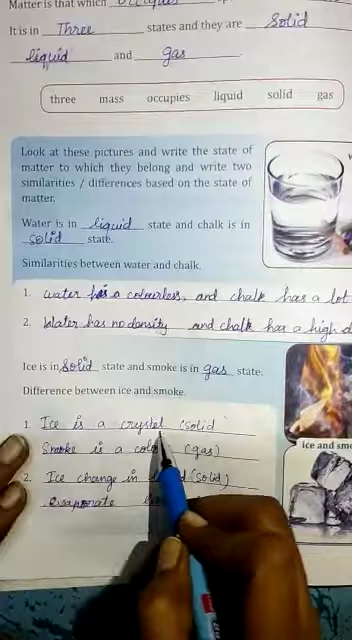 Matter is that which occupies
It is in Three states and they are Solid
liquid and gas
three mass occupies liquid solid gas
Look at these pictures and write the state of
matter to which they belong and write two
similarities / differences based on the state of
matter.
Water is in liquid state and chalk is in
solid state.
Similarities between water and chalk.
1. water has a colourless, and chalk has a lot
2. Water has no dansity and chalk has a high d
Ice is in solid state and smoke is in gas state.
Difference between ice and smoke.
1. Ice is a crystel (solid
Smoke is a colo (gas)
2. Ice change in (solid)
Evaporate
Ice and smo